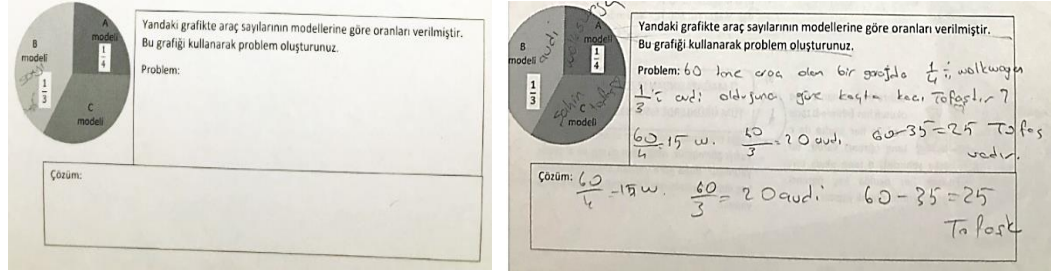 A
modeli
1
4
B
modeli
1
3
C
modeli
Yandaki grafikte araç sayılarının modellerine göre oranları verilmiştir.
Bu grafiği kullanarak problem oluşturunuz.
Problem:
Çözüm:
A
modeli
1
4
B
modeli
audi
1
3
şahin
C
modeli
Yandaki grafikte araç sayılarının modellerine göre oranları verilmiştir.
Bu grafiği kullanarak problem oluşturunuz.
Problem: 60 tane araç olan bir garajda 1/4 ü wolkwagen
1/3 ü audi olduğuna göre kaçta kaçı Tofaştır?
60/4=15 w. 60/3=20 audi. 60-35=25 Tofaş
vadır.
Çözüm: 60/4=15 w. 60/3=20 audi 60-35=25